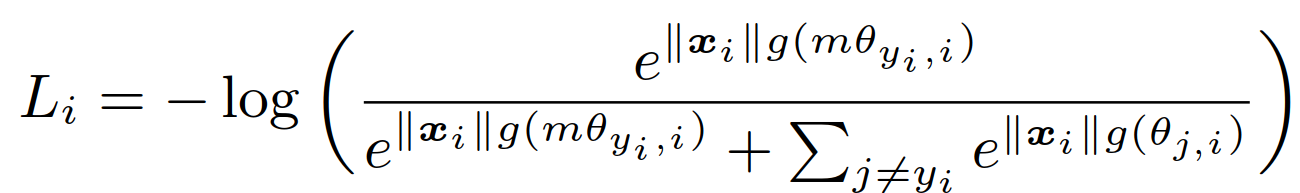 L_i = -\log\left(\frac{e^{\|\boldsymbol{x}_i\|g(m\theta_{y_i,i})}}{e^{\|\boldsymbol{x}_i\|g(m\theta_{y_i,i})}+\sum_{j\neq y_i}e^{\|\boldsymbol{x}_i\|g(\theta_{j,i})}}\right)